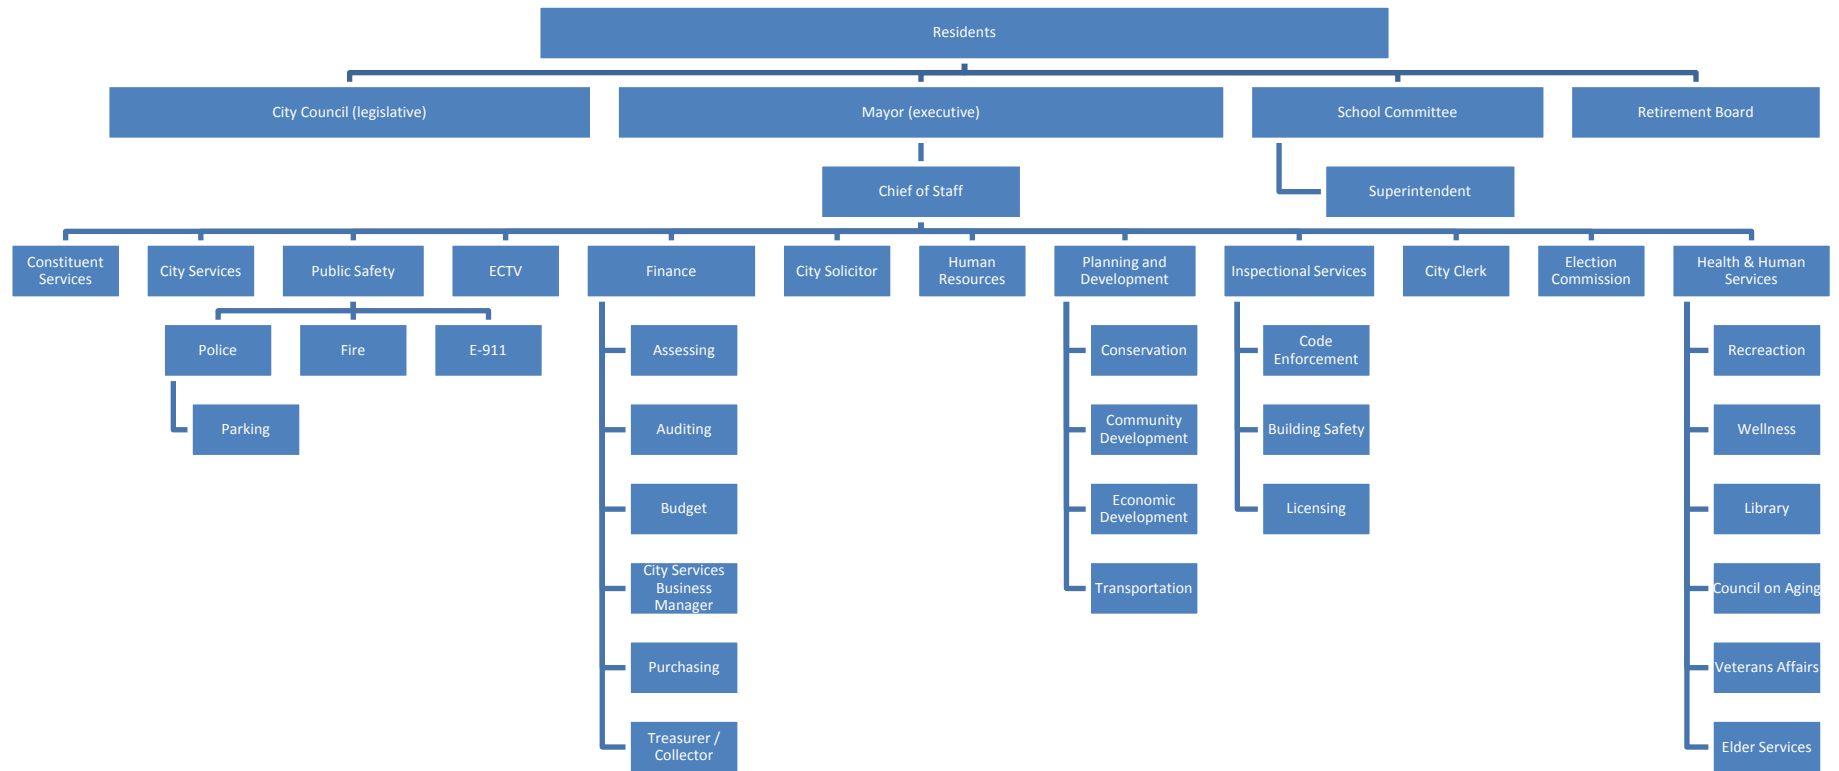 Residents
City Council (legislative)
Mayor (executive)
School Committee
Retirement Board
Chief of Staff
Superintendent
Constituent
Services
City Services
Public Safety
ECTV
Finance
City Solicitor
Human
Resources
Planning and
Development
Inspectional Services
City Clerk
Election
Commission
Health & Human
Services
Police
Fire
E-911
Assessing
Conservation
Code
Enforcement
Recreaction
Parking
Auditing
Community
Development
Building Safety
Wellness
Budget
Economic
Development
Licensing
Library
City Services
Business
Manager
Transportation
Council on Aging
Purchasing
Veterans Affairs
Treasurer /
Collector
Elder Services